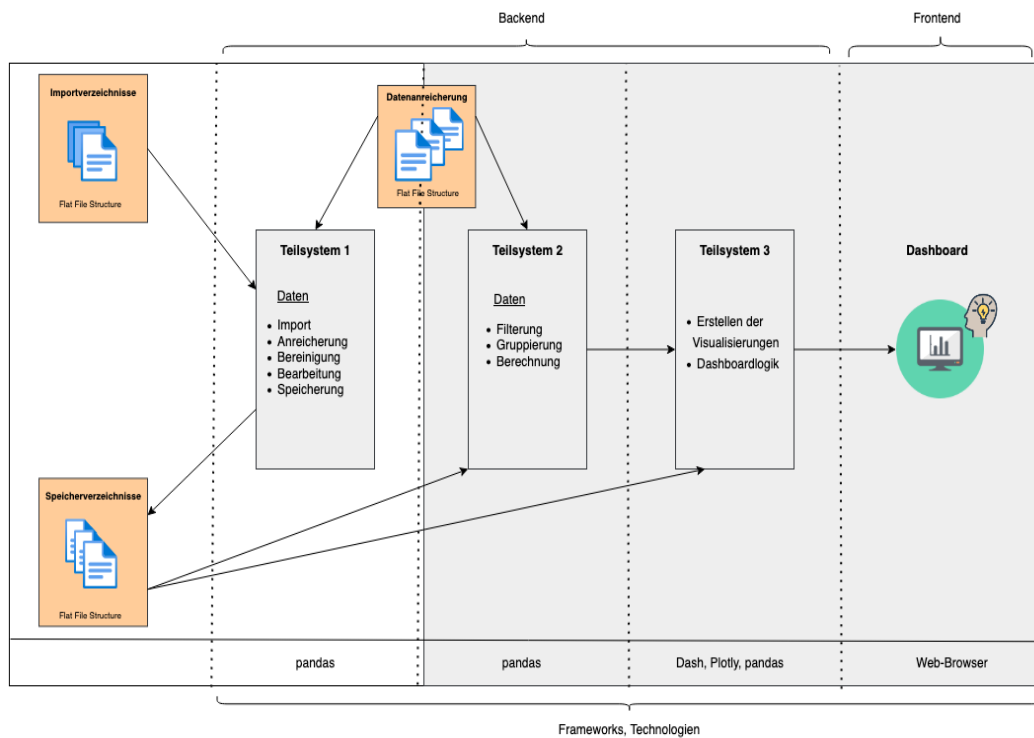 Backend
Frontend
Importverzeichnisse
Flat File Structure
Datenanreicherung
Flat File Structure
Teilsystem 1
Daten
• Import
• Anreicherung
• Bereinigung
• Bearbeitung
• Speicherung
Teilsystem 2
Daten
• Filterung
• Gruppierung
• Berechnung
Teilsystem 3
• Erstellen der
Visualisierungen
• Dashboardlogik
Dashboard
Speicherverzeichnisse
Flat File Structure
pandas
pandas
Dash, Plotly, pandas
Web-Browser
Frameworks, Technologien